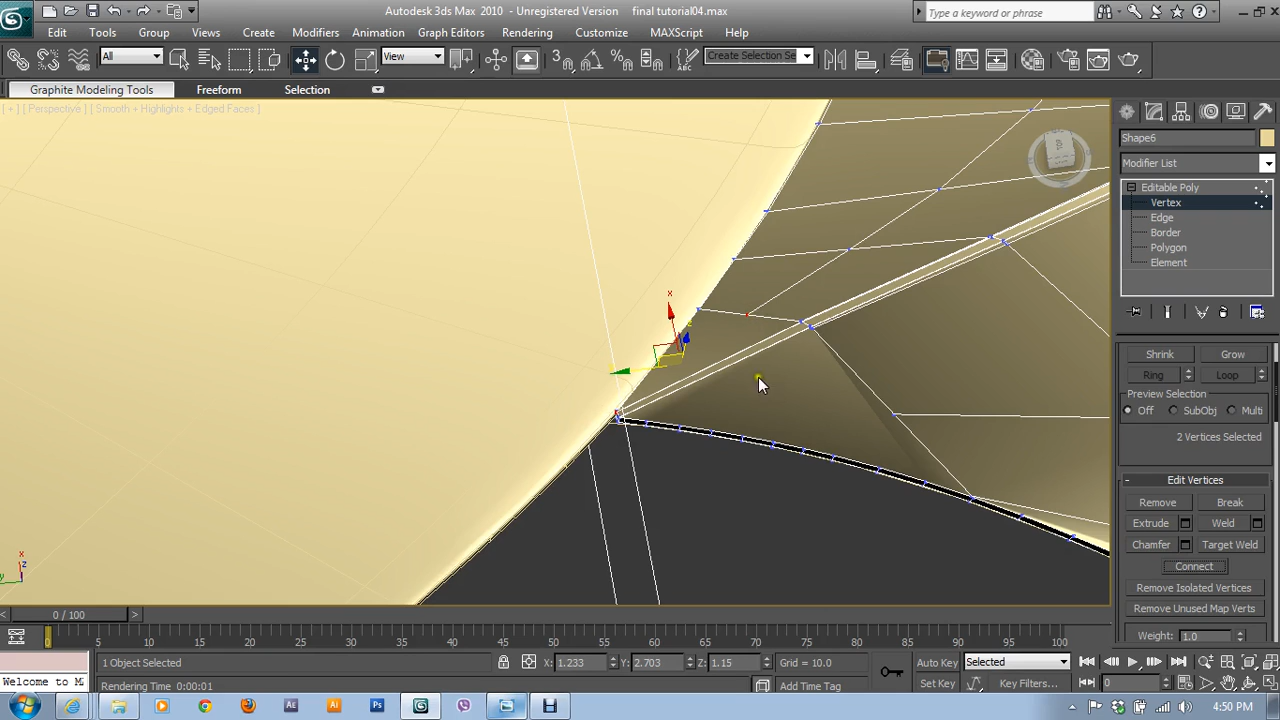 Autodesk 3ds Max 2010 - Unregistered Version final tutorial04.max
Type a keyword or phrase
Edit Tools Group Views Create Modifiers Animation Graph Editors Rendering Customize MAXScript Help
All View Create Selection Se
Graphite Modeling Tools Freeform Selection
[ + ] [ Perspective ] [ Smooth + Highlights + Edged Faces ]
TOP
Shape6
Modifier List
Editable Poly
Vertex
Edge
Border
Polygon
Element
Shrink Grow
Ring Loop
Preview Selection
Off SubObj Multi
2 Vertices Selected
- Edit Vertices
Remove Break
Extrude Weld
Chamfer Target Weld
Connect
Remove Isolated Vertices
Remove Unused Map Verts
Weight: 1.0
x
x
z
y
< 0 / 100 >
0 5 10 15 20 25 30 35 40 45 50 55 60 65 70 75 80 85 90 95 100
1 Object Selected X: 1.233 Y: 2.703 Z: 1.15 Grid = 10.0 Auto Key Selected
Welcome to M
Rendering Time 0:00:01 Add Time Tag Set Key Key Filters... 0
4:50 PM